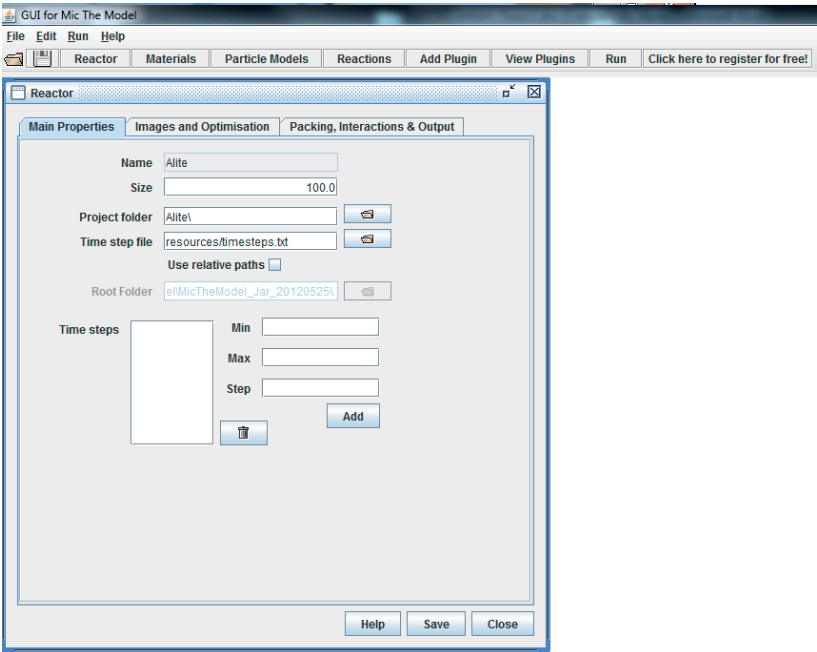 GUI for Mic The Model
File Edit Run Help
Reactor Materials Particle Models Reactions Add Plugin View Plugins Run Click here to register for free!
Reactor
Main Properties Images and Optimisation Packing, Interactions & Output
Name Alite
Size 100.0
Project folder Alite\
Time step file resources/timesteps.txt
Use relative paths
Root Folder el\MicTheModel_Jar_20120525\
Time steps Min
Max
Step
Add
Help Save Close